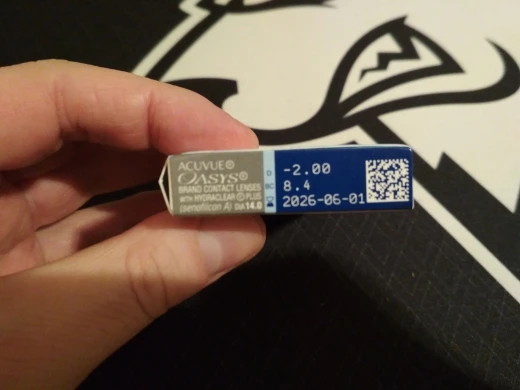 ACUVUE®
OASYS®
BRAND CONTACT LENSES
WITH HYDRACLEAR® PLUS
(senofilcon A) DIA 14.0
D -2.00
BC 8.4
2026-06-01